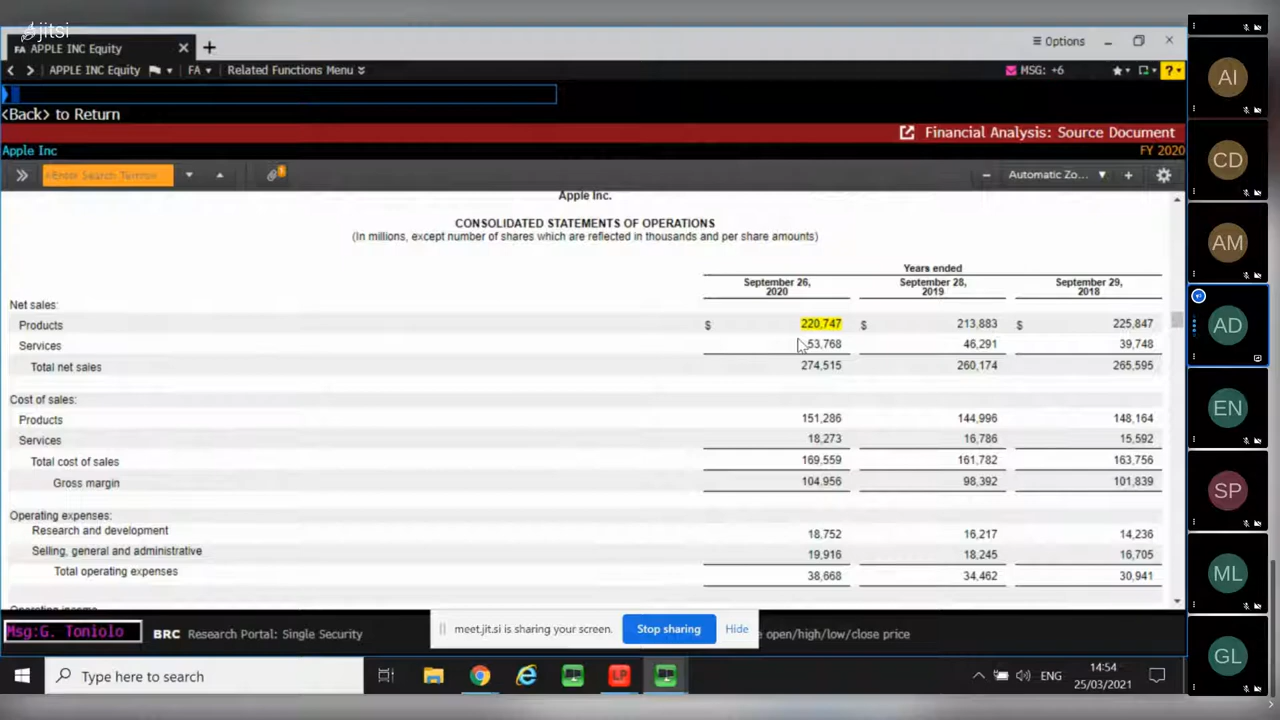 jitsi
FA APPLE INC Equity
Options
APPLE INC Equity FA Related Functions Menu
MSG: +6
?
<Back> to Return
Financial Analysis: Source Document
Apple Inc FY 2020
Automatic Zo...
Apple Inc.
CONSOLIDATED STATEMENTS OF OPERATIONS
(In millions, except number of shares which are reflected in thousands and per share amounts)
Years ended
September 26, 2020 September 28, 2019 September 29, 2018
Net sales:
Products $ 220,747 $ 213,883 $ 225,847
Services 53,768 46,291 39,748
Total net sales 274,515 260,174 265,595
Cost of sales:
Products 151,286 144,996 148,164
Services 18,273 16,786 15,592
Total cost of sales 169,559 161,782 163,756
Gross margin 104,956 98,392 101,839
Operating expenses:
Research and development 18,752 16,217 14,236
Selling, general and administrative 19,916 18,245 16,705
Total operating expenses 38,668 34,462 30,941
Msg:G. Toniolo BRC Research Portal: Single Security
meet.jit.si is sharing your screen. Stop sharing Hide
open/high/low/close price
Type here to search
LP
ENG
14:54
25/03/2021
AI
CD
AM
AD
EN
SP
ML
GL